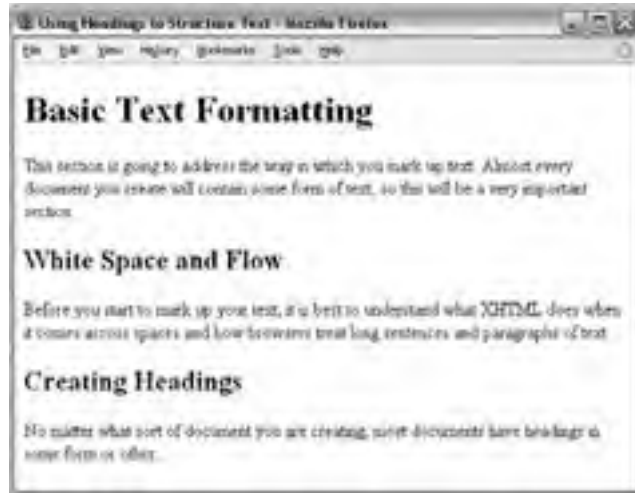 Using Headings to Structure Text - Mozilla Firefox
File Edit View History Bookmarks Tools Help
Basic Text Formatting
This section is going to address the way in which you mark up text. Almost every
document you create will contain some form of text, so this will be a very important
section.
White Space and Flow
Before you start to mark up your text, it is best to understand what XHTML does when
it comes across spaces and how browsers treat long sentences and paragraphs of text.
Creating Headings
No matter what sort of document you are creating, most documents have headings in
some form or other.